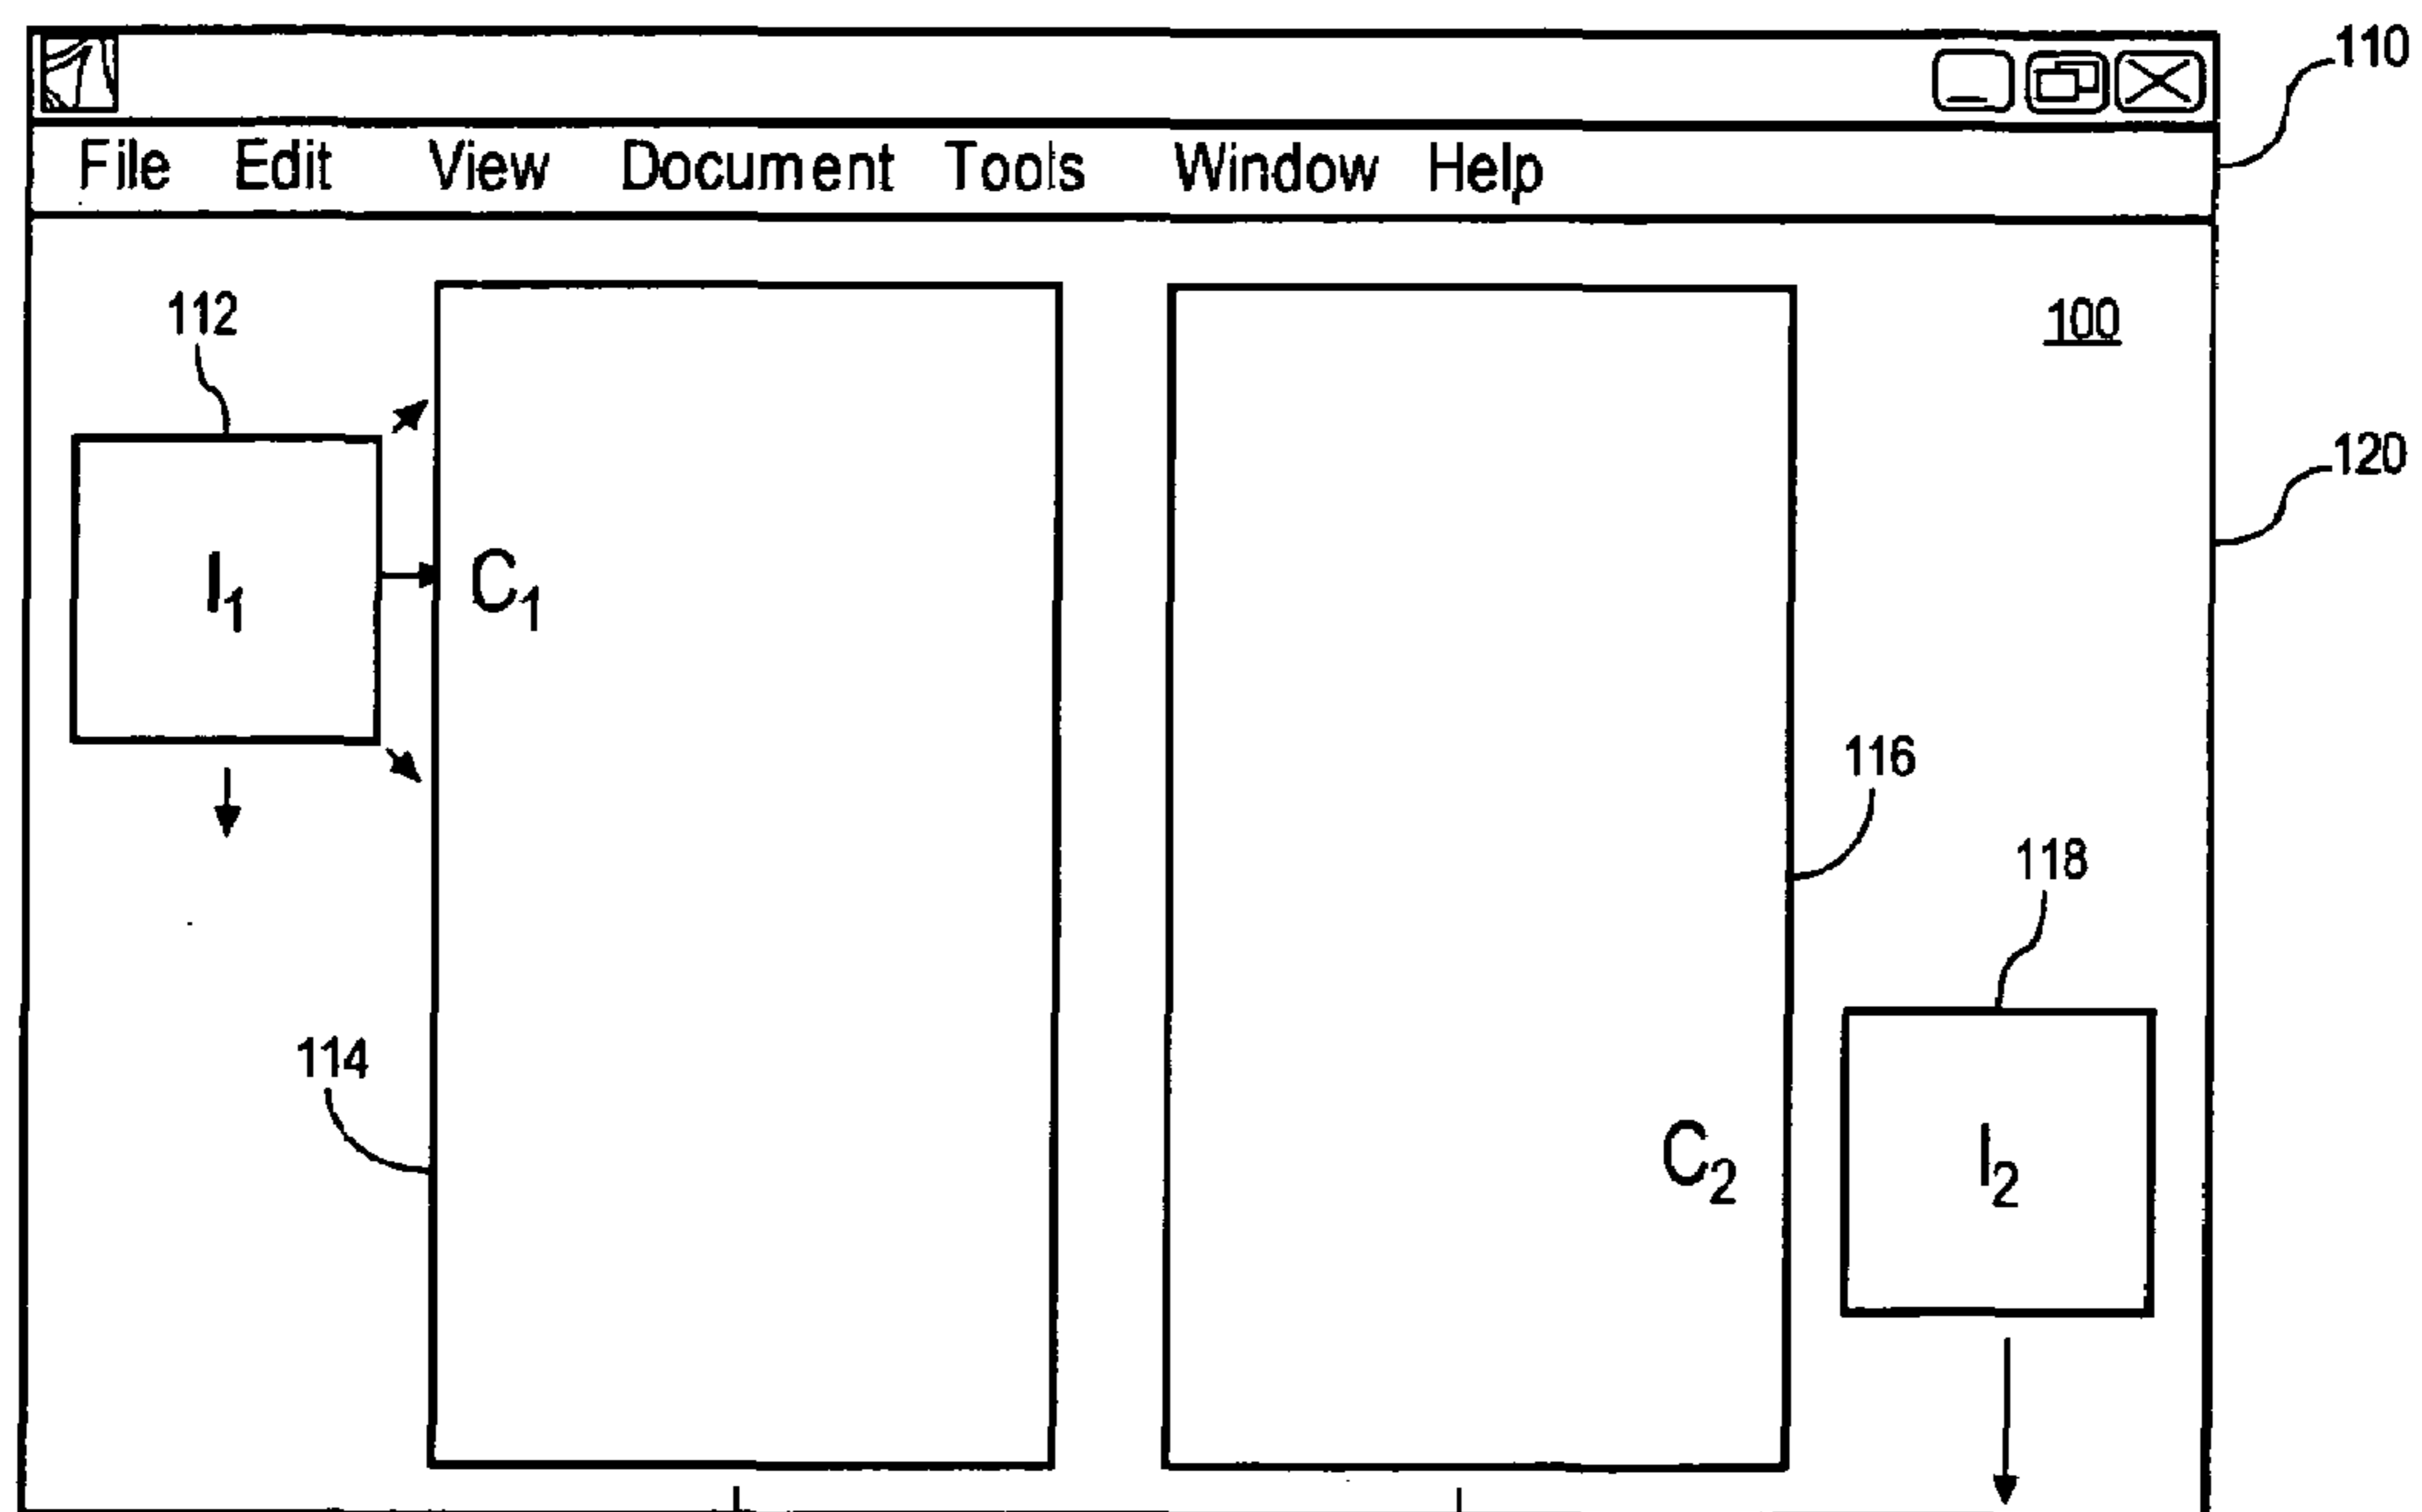 110
File Edit View Document Tools Window Help
112
100
120
I₁
C₁
116
118
114
C₂
I₂